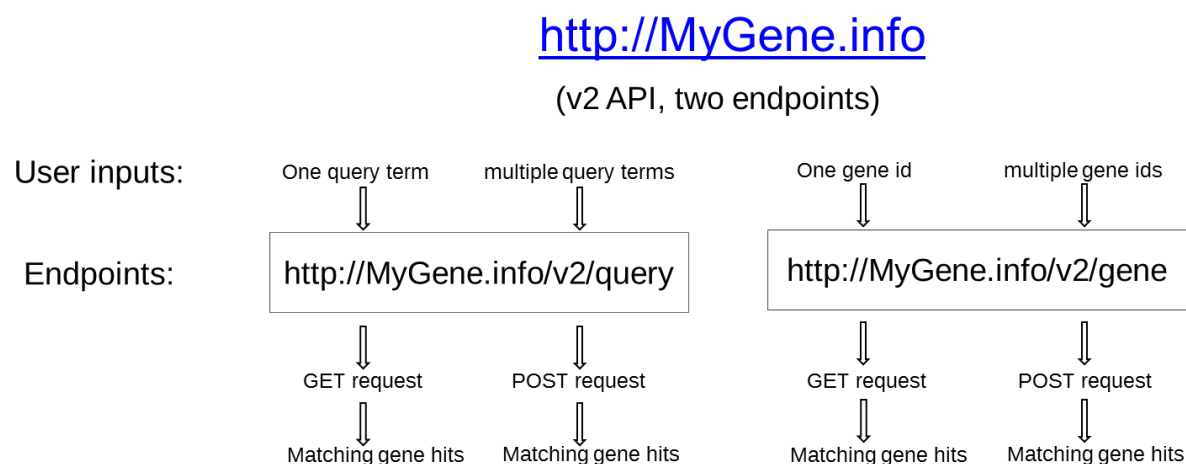 http://MyGene.info
(v2 API, two endpoints)
User inputs: One query term multiple query terms One gene id multiple gene ids
Endpoints: http://MyGene.info/v2/query http://MyGene.info/v2/gene
GET request POST request GET request POST request
Matching gene hits Matching gene hits Matching gene hits Matching gene hits